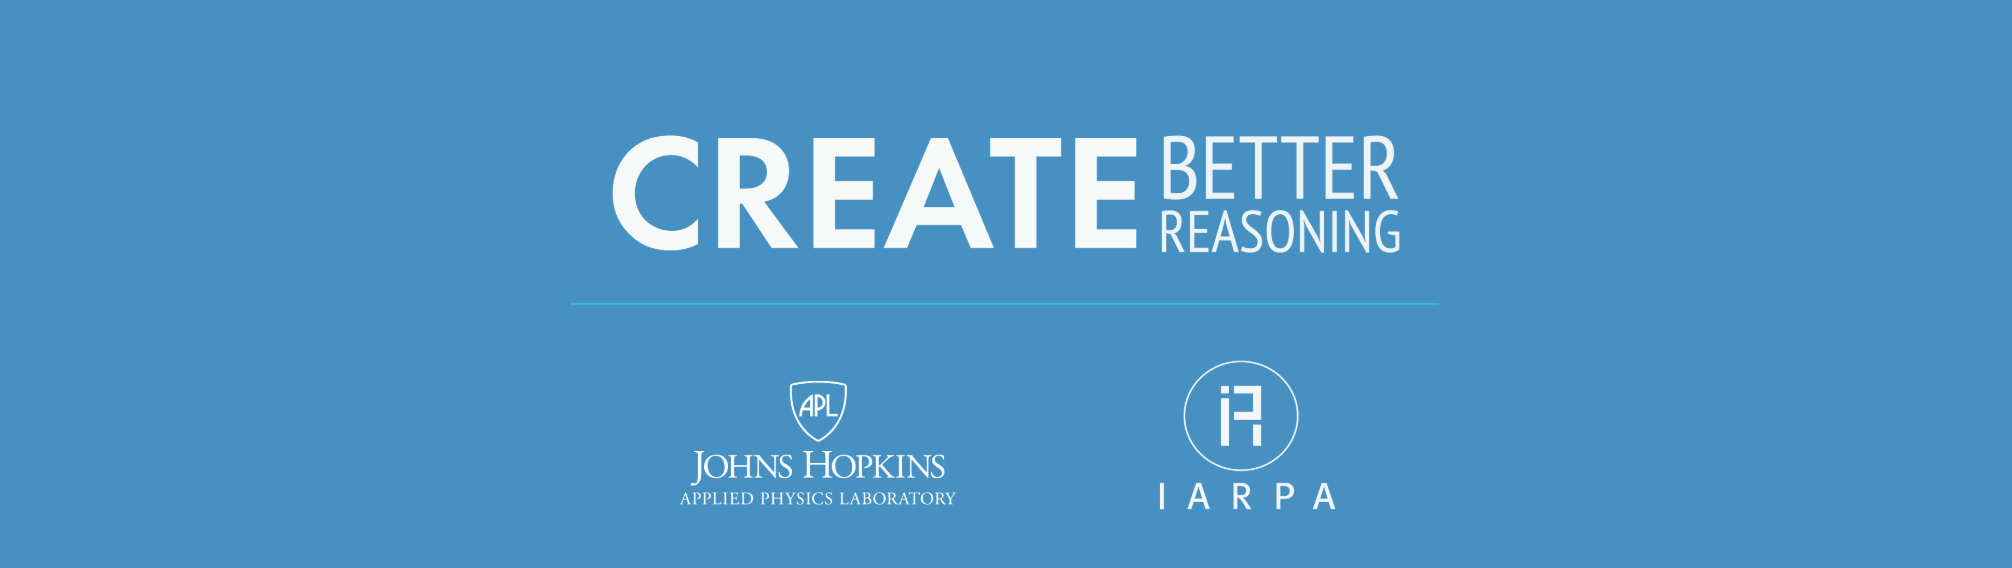 CREATE BETTER REASONING
APL
JOHNS HOPKINS
APPLIED PHYSICS LABORATORY
IARPA